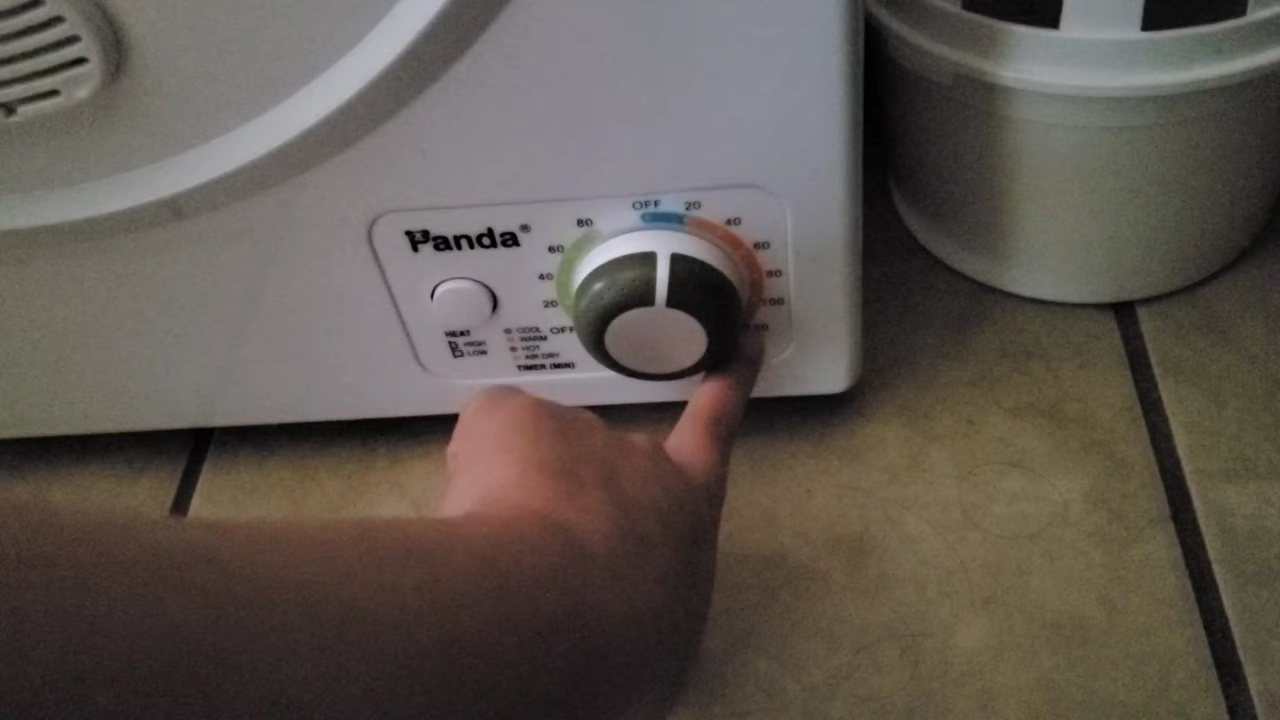 Panda®
HEAT
HIGH
LOW
COOL
WARM
HOT
AIR DRY
TIMER (MIN)
OFF
20
40
60
80
OFF
20
40
60
80
100